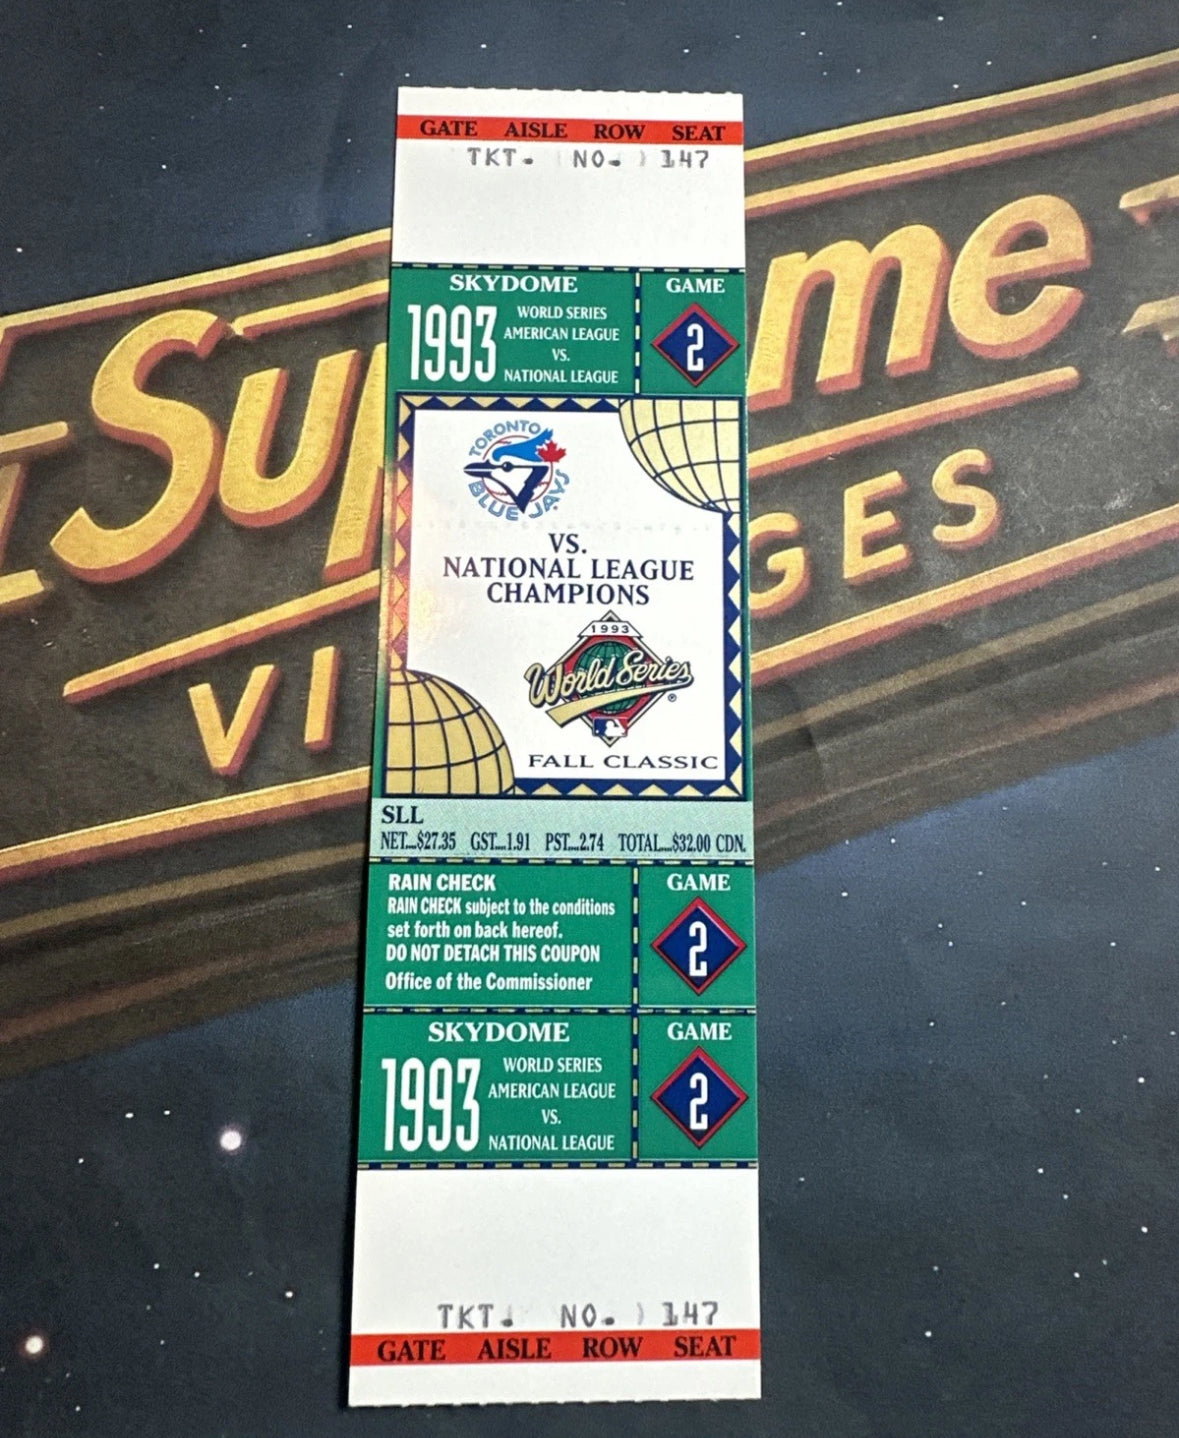 GATE AISLE ROW SEAT
TKT. NO. 147
SKYDOME
1993
WORLD SERIES
AMERICAN LEAGUE
VS.
NATIONAL LEAGUE
GAME
2
TORONTO
BLUE JAYS
VS.
NATIONAL LEAGUE
CHAMPIONS
1993
World Series
FALL CLASSIC
SLL
NET....$27.35 GST....1.91 PST....2.74 TOTAL....$32.00 CDN.
RAIN CHECK
RAIN CHECK subject to the conditions
set forth on back hereof.
DO NOT DETACH THIS COUPON
Office of the Commissioner
GAME
2
SKYDOME
1993
WORLD SERIES
AMERICAN LEAGUE
VS.
NATIONAL LEAGUE
GAME
2
TKT. NO. 147
GATE AISLE ROW SEAT
Sup me
VI GES